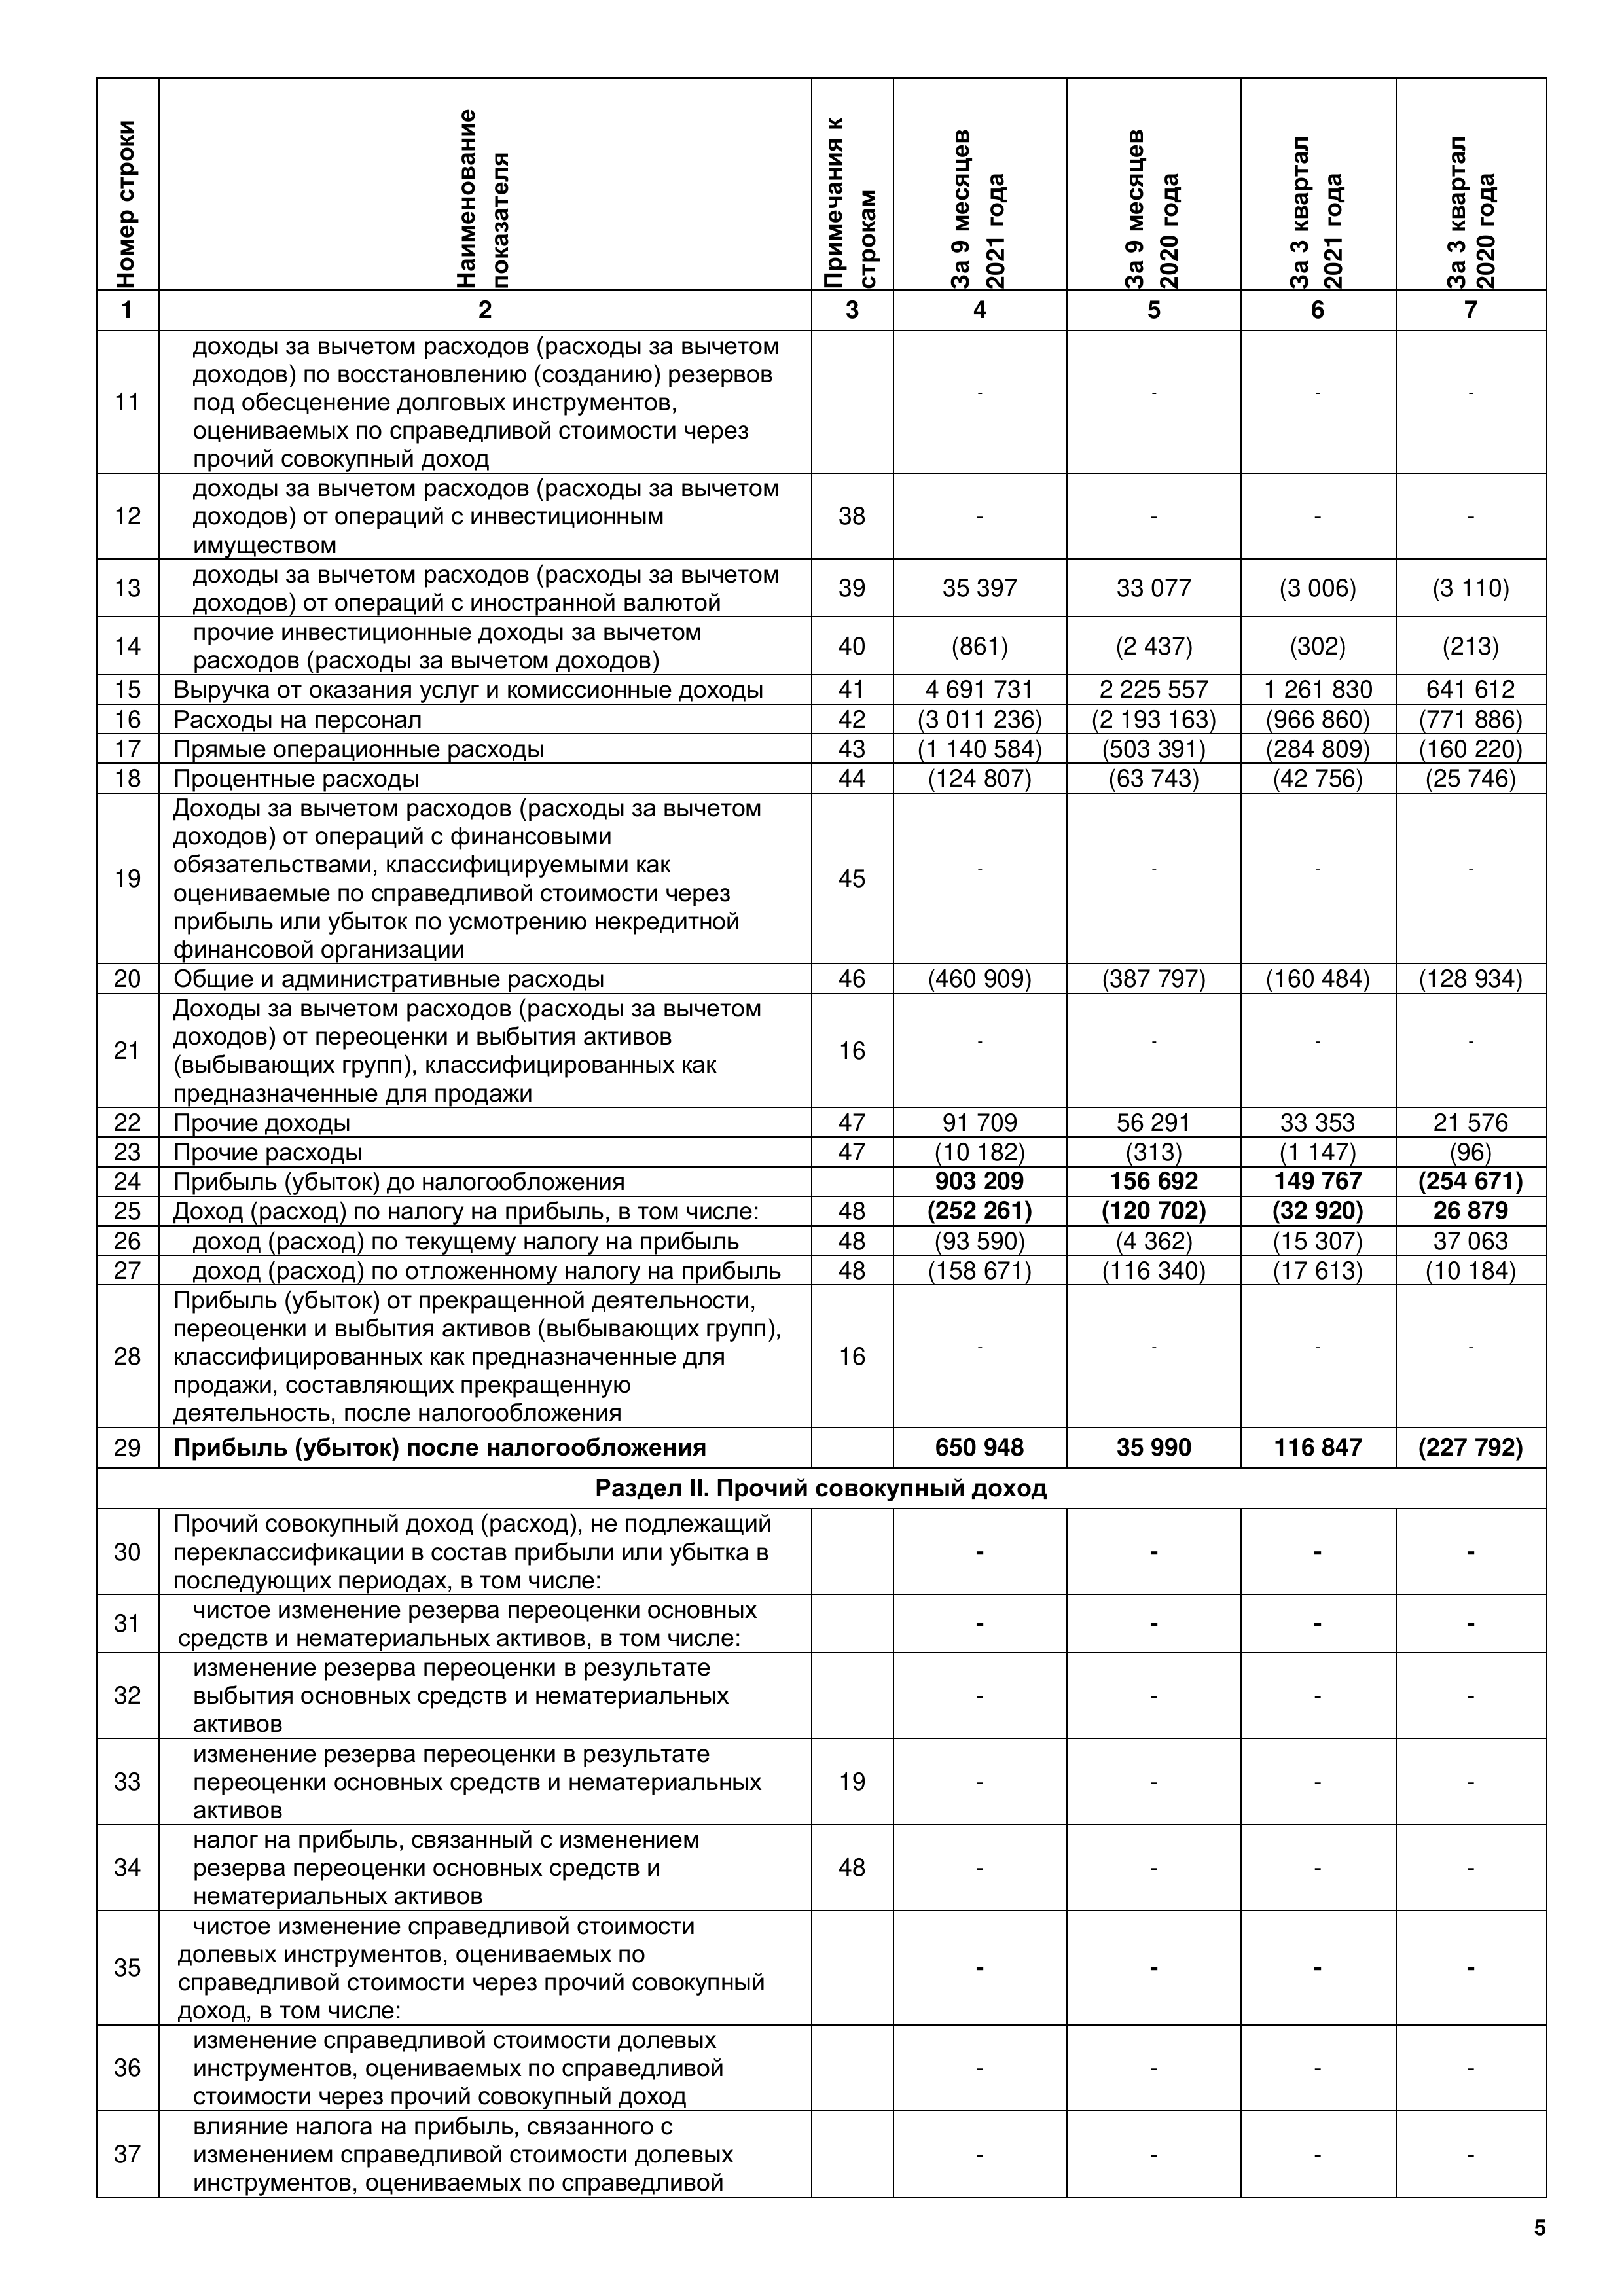 Номер строки
Наименование
показателя
Примечания к
строкам
За 9 месяцев
2021 года
За 9 месяцев
2020 года
За 3 квартал
2021 года
За 3 квартал
2020 года
1 2 3 4 5 6 7
доходы за вычетом расходов (расходы за вычетом
доходов) по восстановлению (созданию) резервов
11 под обесценение долговых инструментов, - - - -
оцениваемых по справедливой стоимости через
прочий совокупный доход
доходы за вычетом расходов (расходы за вычетом
12 доходов) от операций с инвестиционным 38 - - - -
имуществом
13 доходы за вычетом расходов (расходы за вычетом 39 35 397 33 077 (3 006) (3 110)
доходов) от операций с иностранной валютой
14 прочие инвестиционные доходы за вычетом 40 (861) (2 437) (302) (213)
расходов (расходы за вычетом доходов)
15 Выручка от оказания услуг и комиссионные доходы 41 4 691 731 2 225 557 1 261 830 641 612
16 Расходы на персонал 42 (3 011 236) (2 193 163) (966 860) (771 886)
17 Прямые операционные расходы 43 (1 140 584) (503 391) (284 809) (160 220)
18 Процентные расходы 44 (124 807) (63 743) (42 756) (25 746)
Доходы за вычетом расходов (расходы за вычетом
доходов) от операций с финансовыми
обязательствами, классифицируемыми как
19 оцениваемые по справедливой стоимости через 45 - - - -
прибыль или убыток по усмотрению некредитной
финансовой организации
20 Общие и административные расходы 46 (460 909) (387 797) (160 484) (128 934)
Доходы за вычетом расходов (расходы за вычетом
доходов) от переоценки и выбытия активов
21 (выбывающих групп), классифицированных как 16 - - - -
предназначенные для продажи
22 Прочие доходы 47 91 709 56 291 33 353 21 576
23 Прочие расходы 47 (10 182) (313) (1 147) (96)
24 Прибыль (убыток) до налогообложения 903 209 156 692 149 767 (254 671)
25 Доход (расход) по налогу на прибыль, в том числе: 48 (252 261) (120 702) (32 920) 26 879
26 доход (расход) по текущему налогу на прибыль 48 (93 590) (4 362) (15 307) 37 063
27 доход (расход) по отложенному налогу на прибыль 48 (158 671) (116 340) (17 613) (10 184)
Прибыль (убыток) от прекращенной деятельности,
переоценки и выбытия активов (выбывающих групп),
28 классифицированных как предназначенные для 16 - - - -
продажи, составляющих прекращенную
деятельность, после налогообложения
29 Прибыль (убыток) после налогообложения 650 948 35 990 116 847 (227 792)
Раздел II. Прочий совокупный доход
Прочий совокупный доход (расход), не подлежащий
30 переклассификации в состав прибыли или убытка в - - - -
последующих периодах, в том числе:
31 чистое изменение резерва переоценки основных - - - -
средств и нематериальных активов, в том числе:
изменение резерва переоценки в результате
32 выбытия основных средств и нематериальных - - - -
активов
изменение резерва переоценки в результате
33 переоценки основных средств и нематериальных 19 - - - -
активов
налог на прибыль, связанный с изменением
34 резерва переоценки основных средств и 48 - - - -
нематериальных активов
чистое изменение справедливой стоимости
долевых инструментов, оцениваемых по
35 справедливой стоимости через прочий совокупный - - - -
доход, в том числе:
изменение справедливой стоимости долевых
36 инструментов, оцениваемых по справедливой - - - -
стоимости через прочий совокупный доход
влияние налога на прибыль, связанного с
37 изменением справедливой стоимости долевых - - - -
инструментов, оцениваемых по справедливой
5